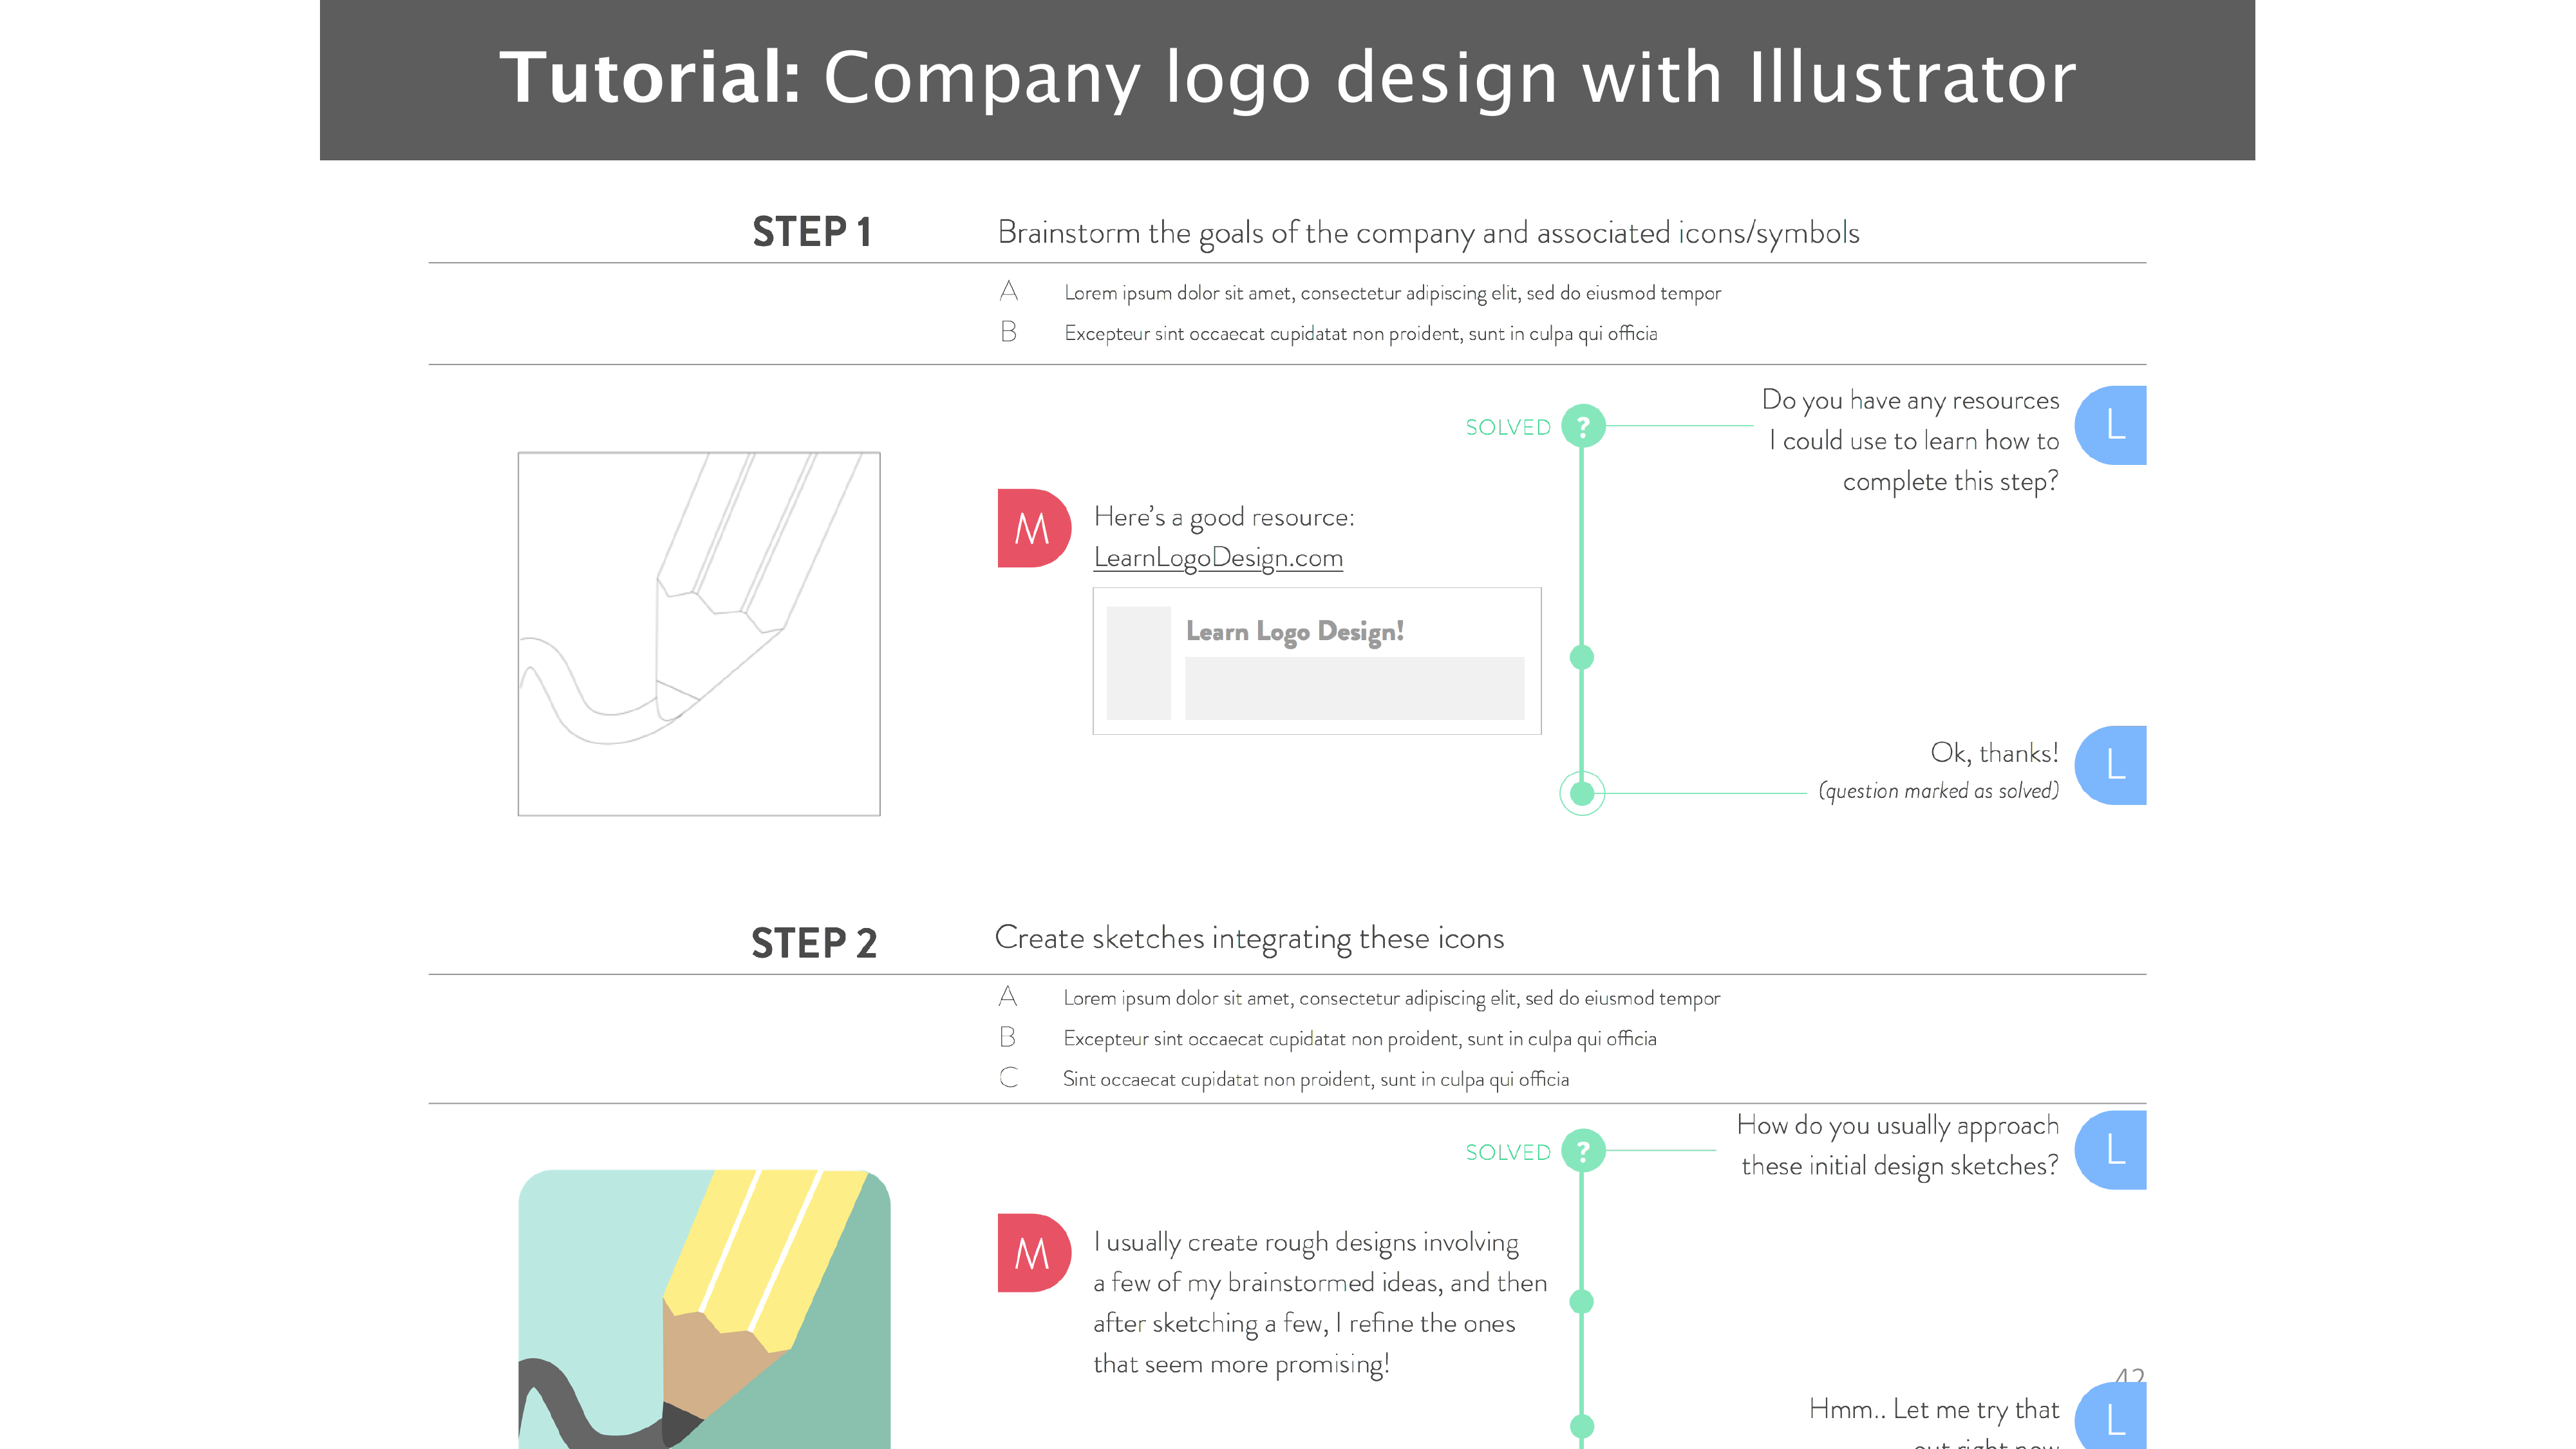 Tutorial: Company logo design with Illustrator
STEP 1
Brainstorm the goals of the company and associated icons/symbols
A Lorem ipsum dolor sit amet, consectetur adipiscing elit, sed do eiusmod tempor
B Excepteur sint occaecat cupidatat non proident, sunt in culpa qui officia
SOLVED
?
Do you have any resources
I could use to learn how to
complete this step?
L
M
Here's a good resource:
LearnLogoDesign.com
Learn Logo Design!
Ok, thanks!
(question marked as solved)
L
STEP 2
Create sketches integrating these icons
A Lorem ipsum dolor sit amet, consectetur adipiscing elit, sed do eiusmod tempor
B Excepteur sint occaecat cupidatat non proident, sunt in culpa qui officia
C Sint occaecat cupidatat non proident, sunt in culpa qui officia
SOLVED
?
How do you usually approach
these initial design sketches?
L
M
I usually create rough designs involving
a few of my brainstormed ideas, and then
after sketching a few, I refine the ones
that seem more promising!
42
Hmm.. Let me try that
out right now
L